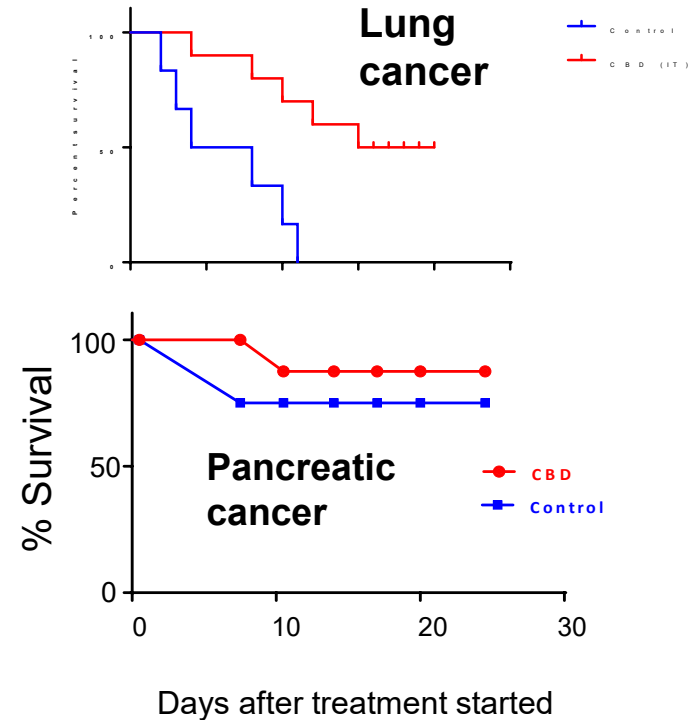 Lung
cancer
Control
CBD (IT)
100
50
0
Percent survival
100
50
0
% Survival
Pancreatic
cancer
CBD
Control
0 10 20 30
Days after treatment started